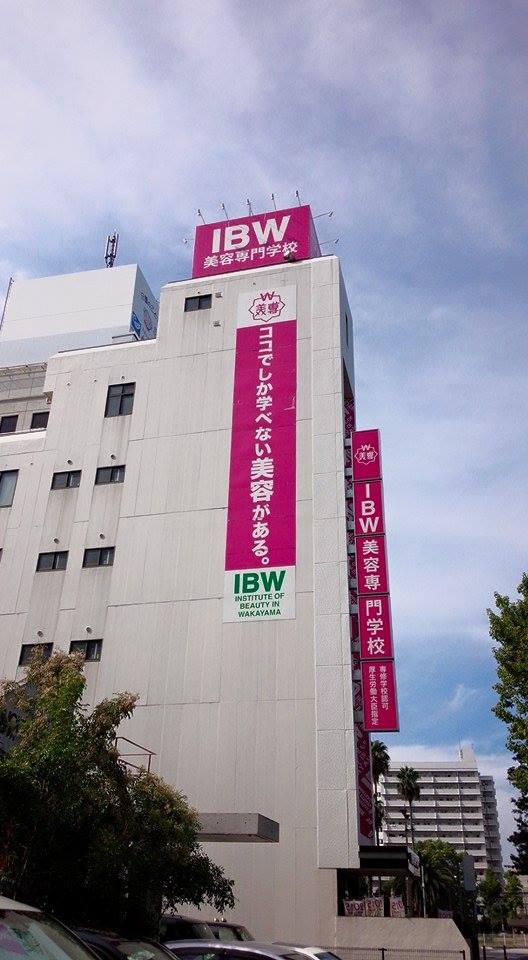 IBW
美容専門学校
W
美容
ココでしか学べない美容がある。
IBW
INSTITUTE OF
BEAUTY IN
WAKAYAMA
W
美容
IBW
美容専
門学校
専修学校認可
厚生労働大臣指定